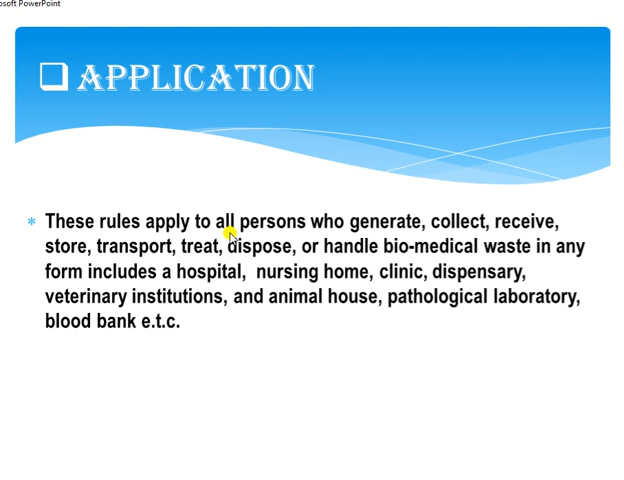 osoft PowerPoint
❑ APPLICATION
* These rules apply to all persons who generate, collect, receive,
store, transport, treat, dispose, or handle bio-medical waste in any
form includes a hospital, nursing home, clinic, dispensary,
veterinary institutions, and animal house, pathological laboratory,
blood bank e.t.c.